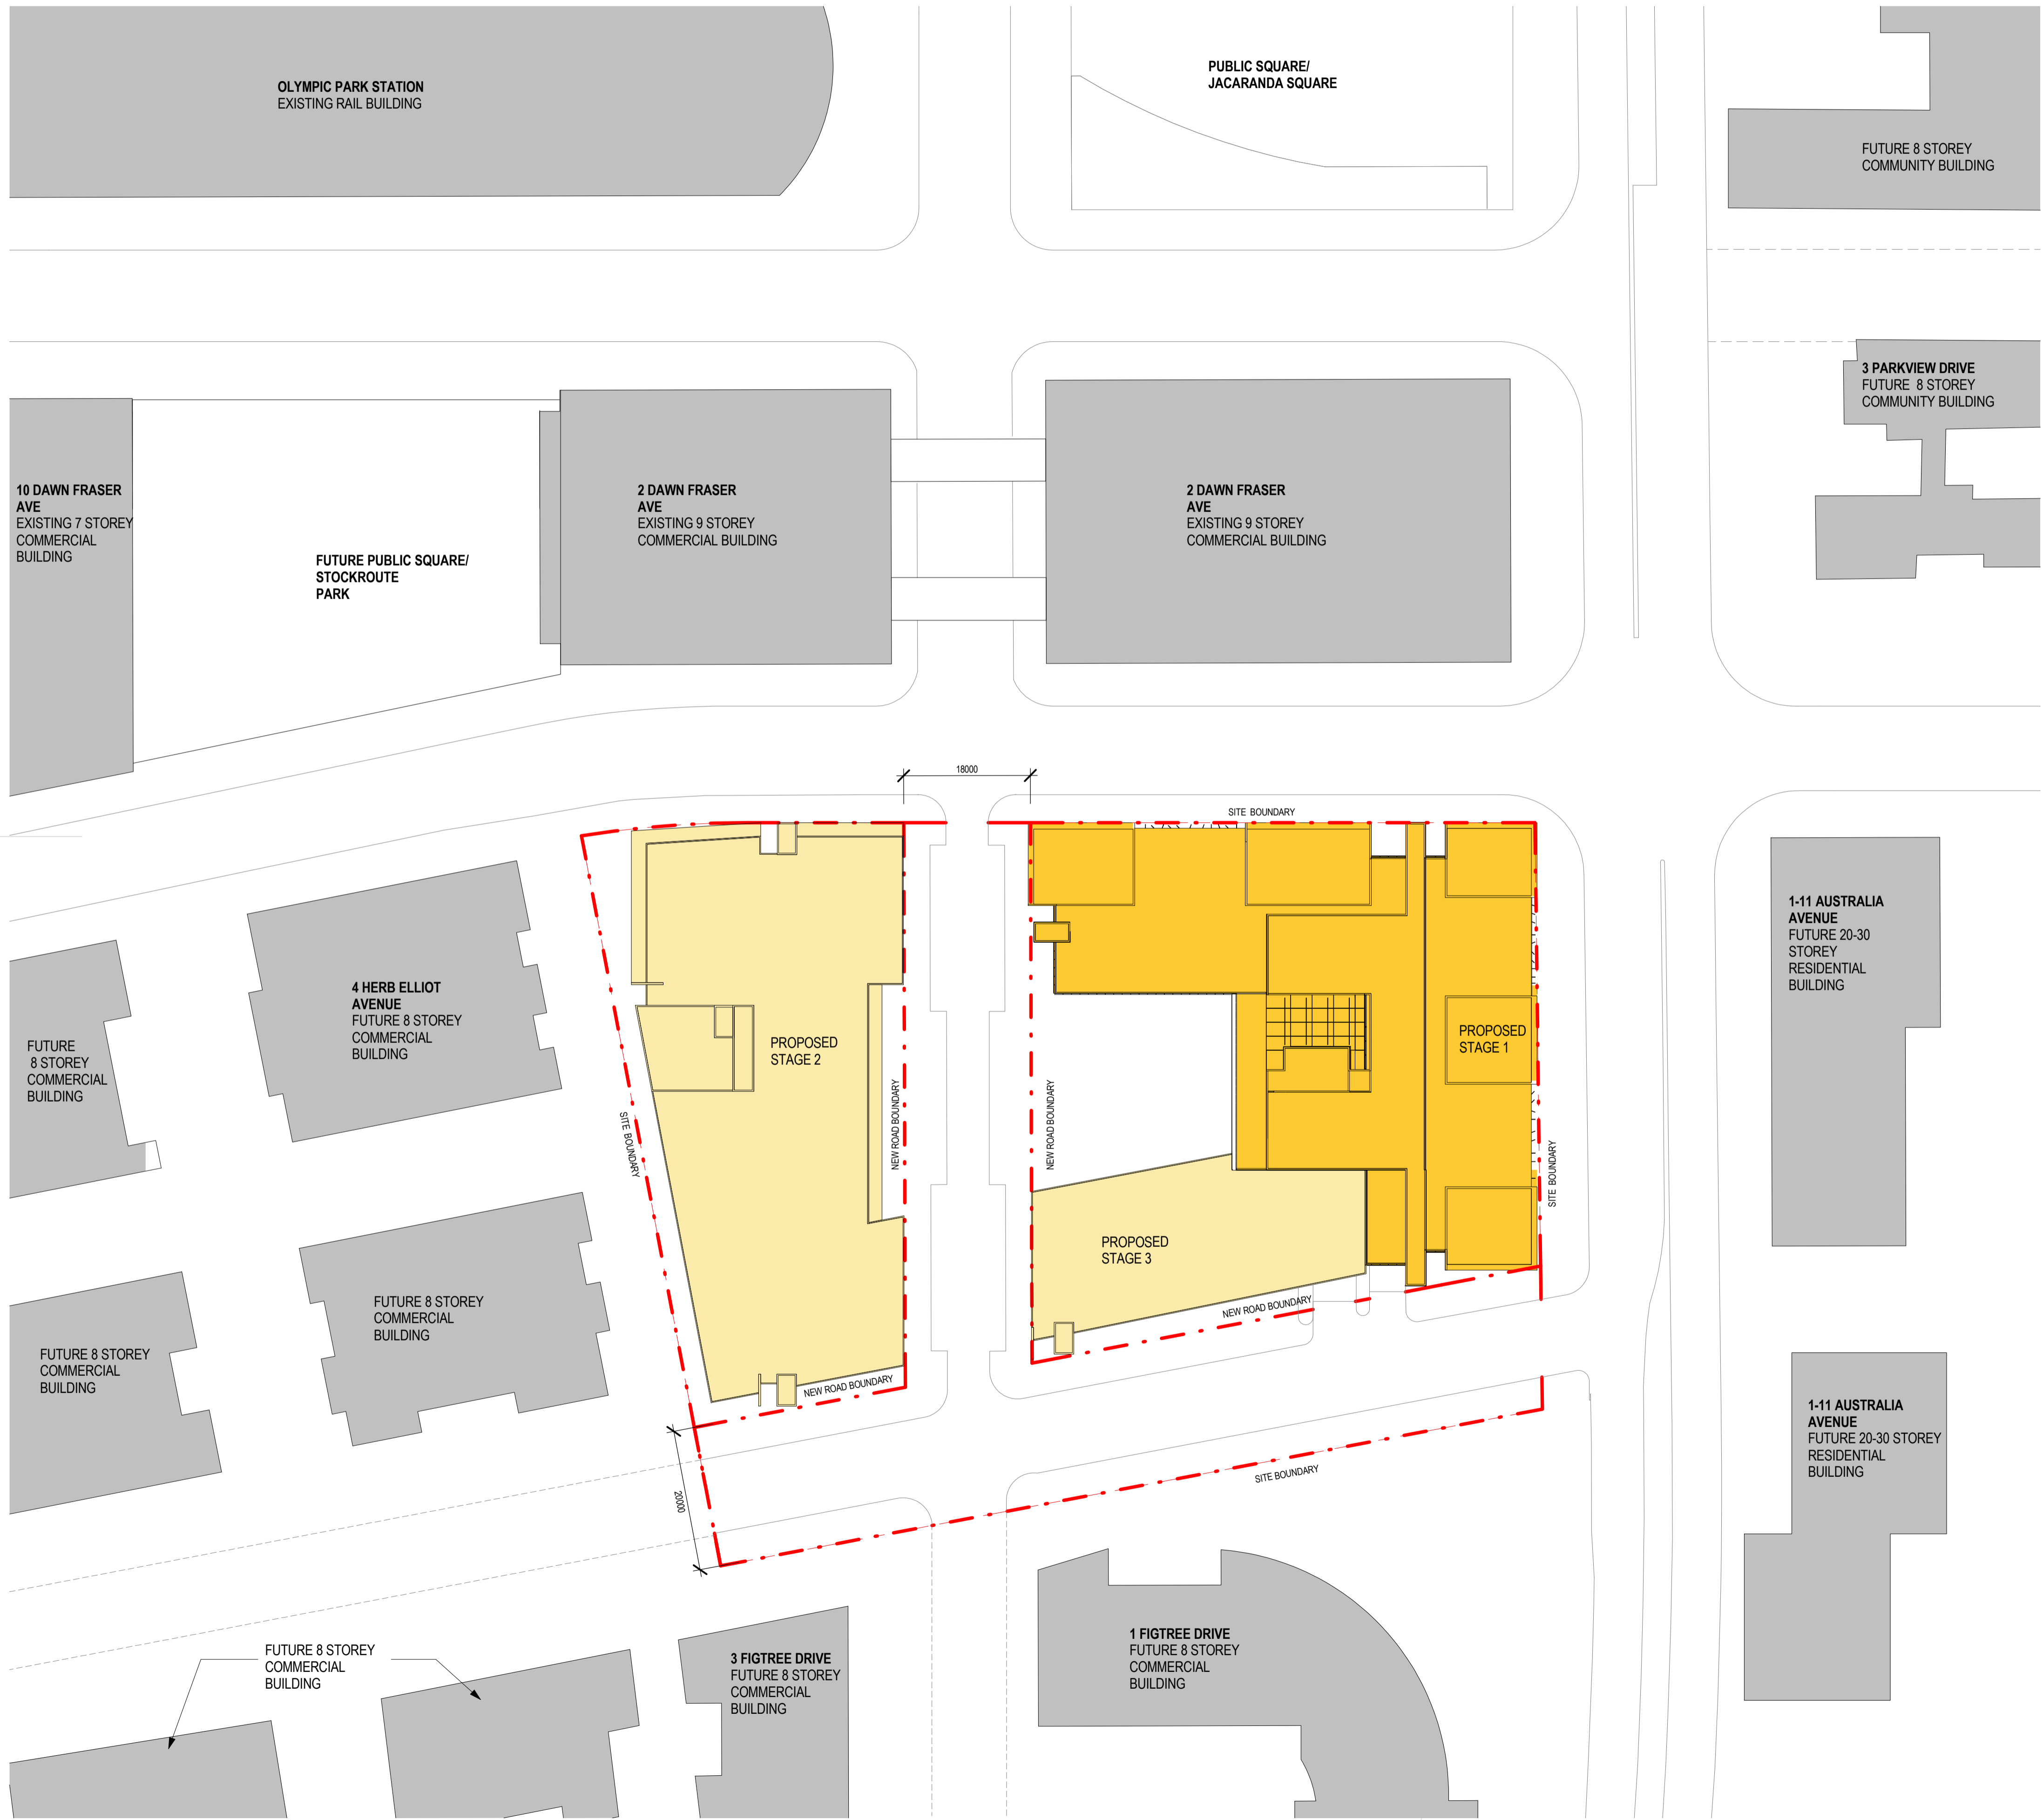 OLYMPIC PARK STATION
EXISTING RAIL BUILDING
PUBLIC SQUARE/
JACARANDA SQUARE
FUTURE 8 STOREY
COMMUNITY BUILDING
3 PARKVIEW DRIVE
FUTURE 8 STOREY
COMMUNITY BUILDING
10 DAWN FRASER
AVE
EXISTING 7 STOREY
COMMERCIAL
BUILDING
FUTURE PUBLIC SQUARE/
STOCKROUTE
PARK
2 DAWN FRASER
AVE
EXISTING 9 STOREY
COMMERCIAL BUILDING
2 DAWN FRASER
AVE
EXISTING 9 STOREY
COMMERCIAL BUILDING
18000
SITE BOUNDARY
1-11 AUSTRALIA
AVENUE
FUTURE 20-30
STOREY
RESIDENTIAL
BUILDING
4 HERB ELLIOT
AVENUE
FUTURE 8 STOREY
COMMERCIAL
BUILDING
FUTURE
8 STOREY
COMMERCIAL
BUILDING
PROPOSED
STAGE 2
PROPOSED
STAGE 1
SITE BOUNDARY
NEW ROAD BOUNDARY
NEW ROAD BOUNDARY
SITE BOUNDARY
PROPOSED
STAGE 3
NEW ROAD BOUNDARY
FUTURE 8 STOREY
COMMERCIAL
BUILDING
FUTURE 8 STOREY
COMMERCIAL
BUILDING
NEW ROAD BOUNDARY
1-11 AUSTRALIA
AVENUE
FUTURE 20-30 STOREY
RESIDENTIAL
BUILDING
SITE BOUNDARY
20000
FUTURE 8 STOREY
COMMERCIAL
BUILDING
3 FIGTREE DRIVE
FUTURE 8 STOREY
COMMERCIAL
BUILDING
1 FIGTREE DRIVE
FUTURE 8 STOREY
COMMERCIAL
BUILDING